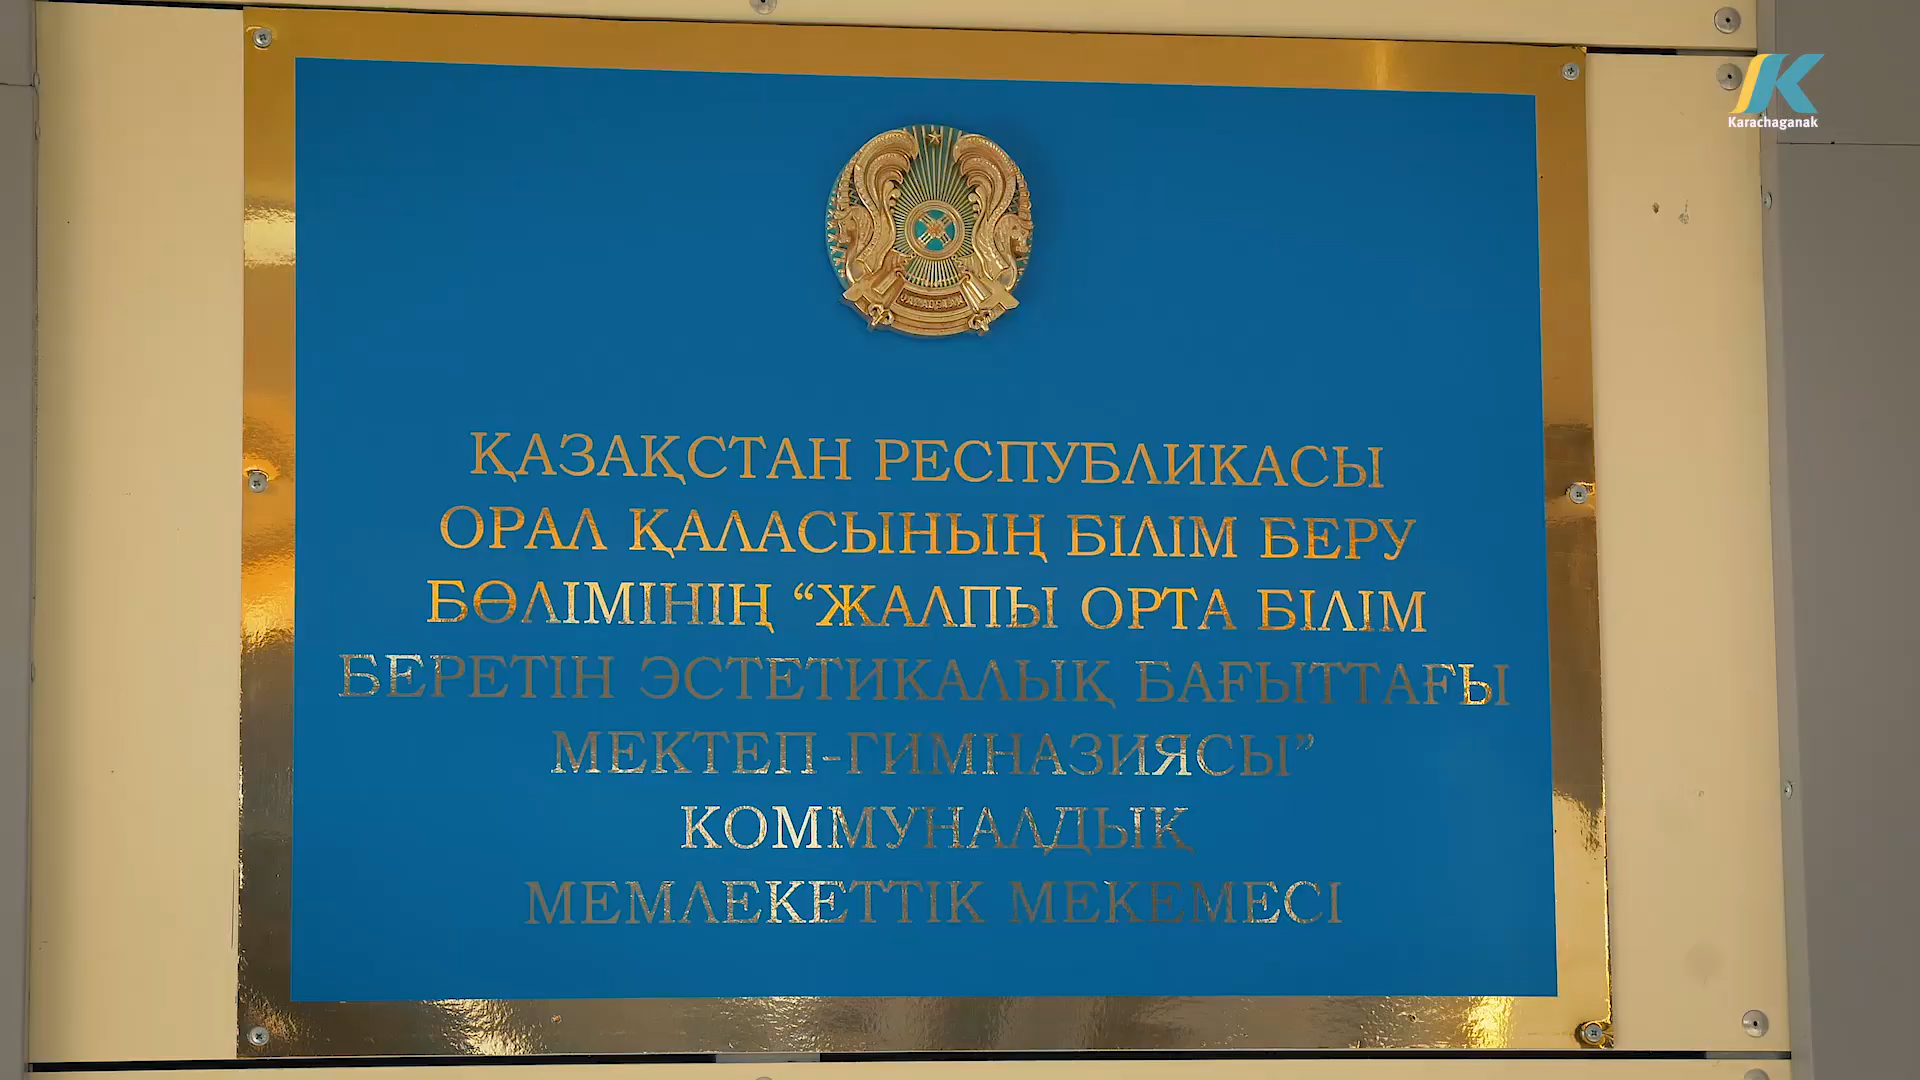 Karachaganak
ҚАЗАҚСТАН РЕСПУБЛИКАСЫ
ОРАЛ ҚАЛАСЫНЫҢ БІЛІМ БЕРУ
БӨЛІМІНІҢ “ЖАЛПЫ ОРТА БІЛІМ
БЕРЕТІН ЭСТЕТИКАЛЫҚ БАҒЫТТАҒЫ
МЕКТЕП-ГИМНАЗИЯСЫ”
КОММУНАЛДЫҚ
МЕМЛЕКЕТТІК МЕКЕМЕСІ